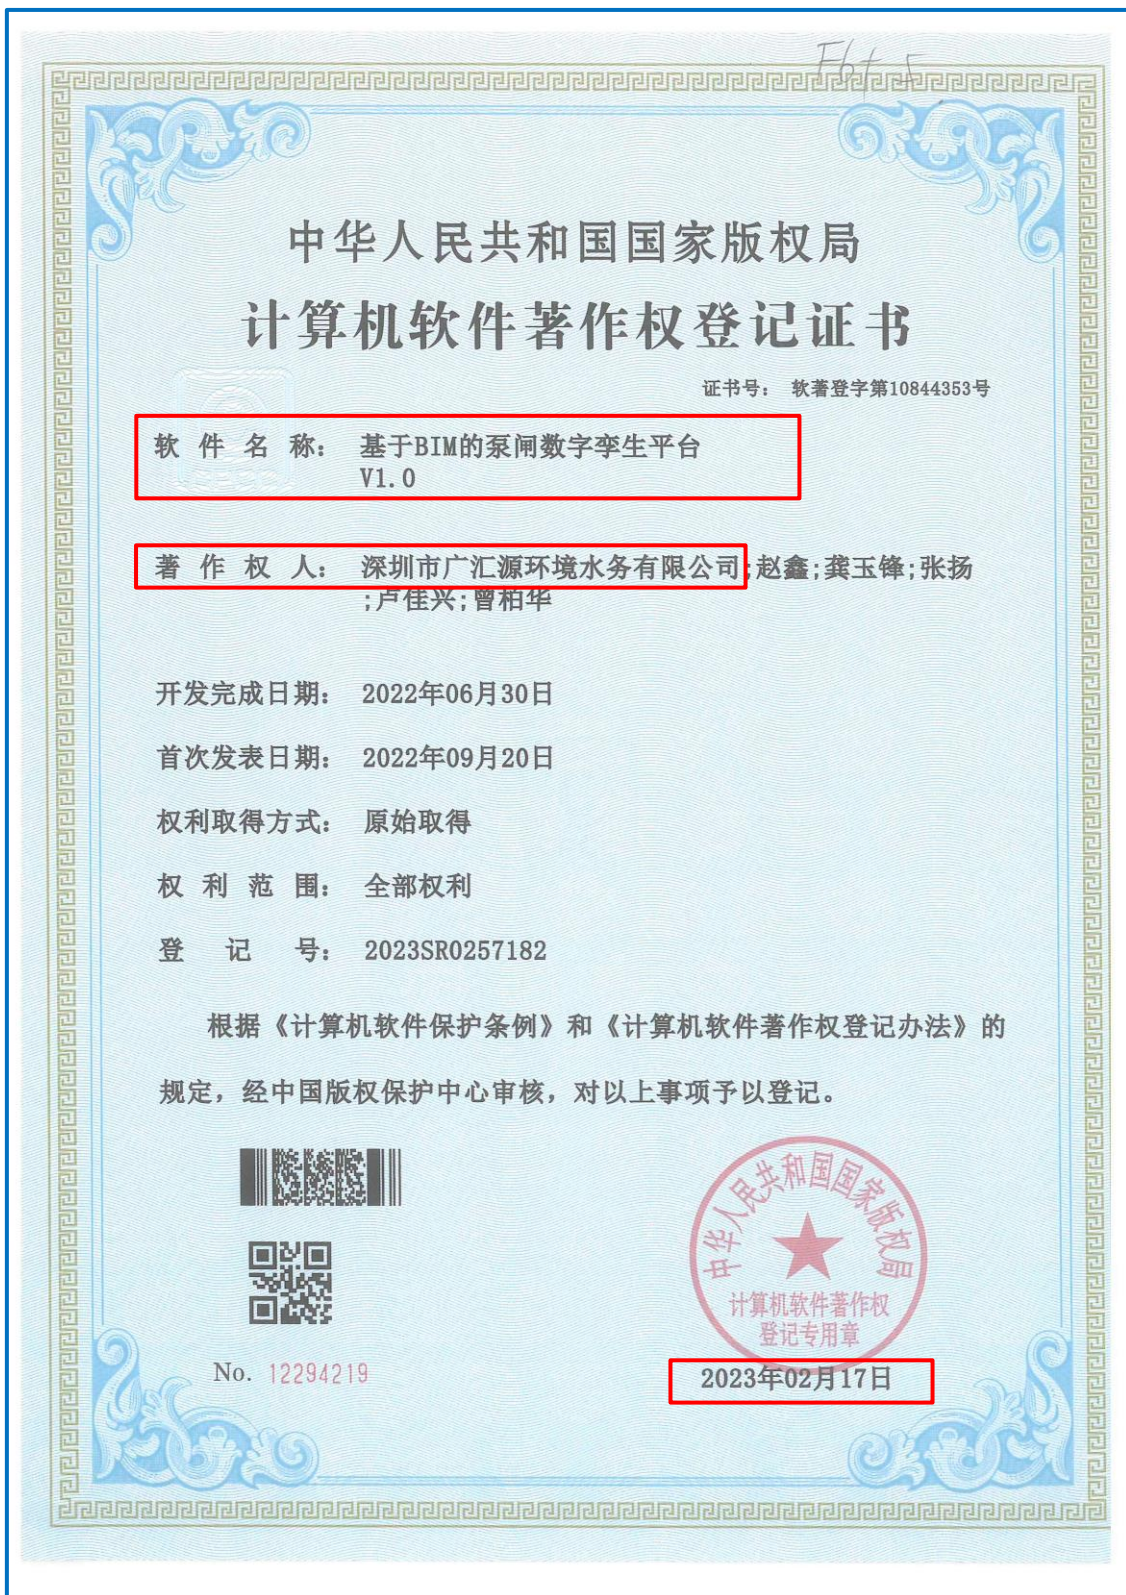 中华人民共和国国家版权局
计算机软件著作权登记证书
证书号： 软著登字第10844353号
软件名称： 基于BIM的泵闸数字孪生平台
V1.0
著作权人： 深圳市广汇源环境水务有限公司;赵鑫;龚玉锋;张扬
;卢佳兴;曾柏华
开发完成日期： 2022年06月30日
首次发表日期： 2022年09月20日
权利取得方式： 原始取得
权利范围： 全部权利
登记号： 2023SR0257182
根据《计算机软件保护条例》和《计算机软件著作权登记办法》的
规定，经中国版权保护中心审核，对以上事项予以登记。
中华人民共和国国家版权局
计算机软件著作权
登记专用章
No. 12294219
2023年02月17日